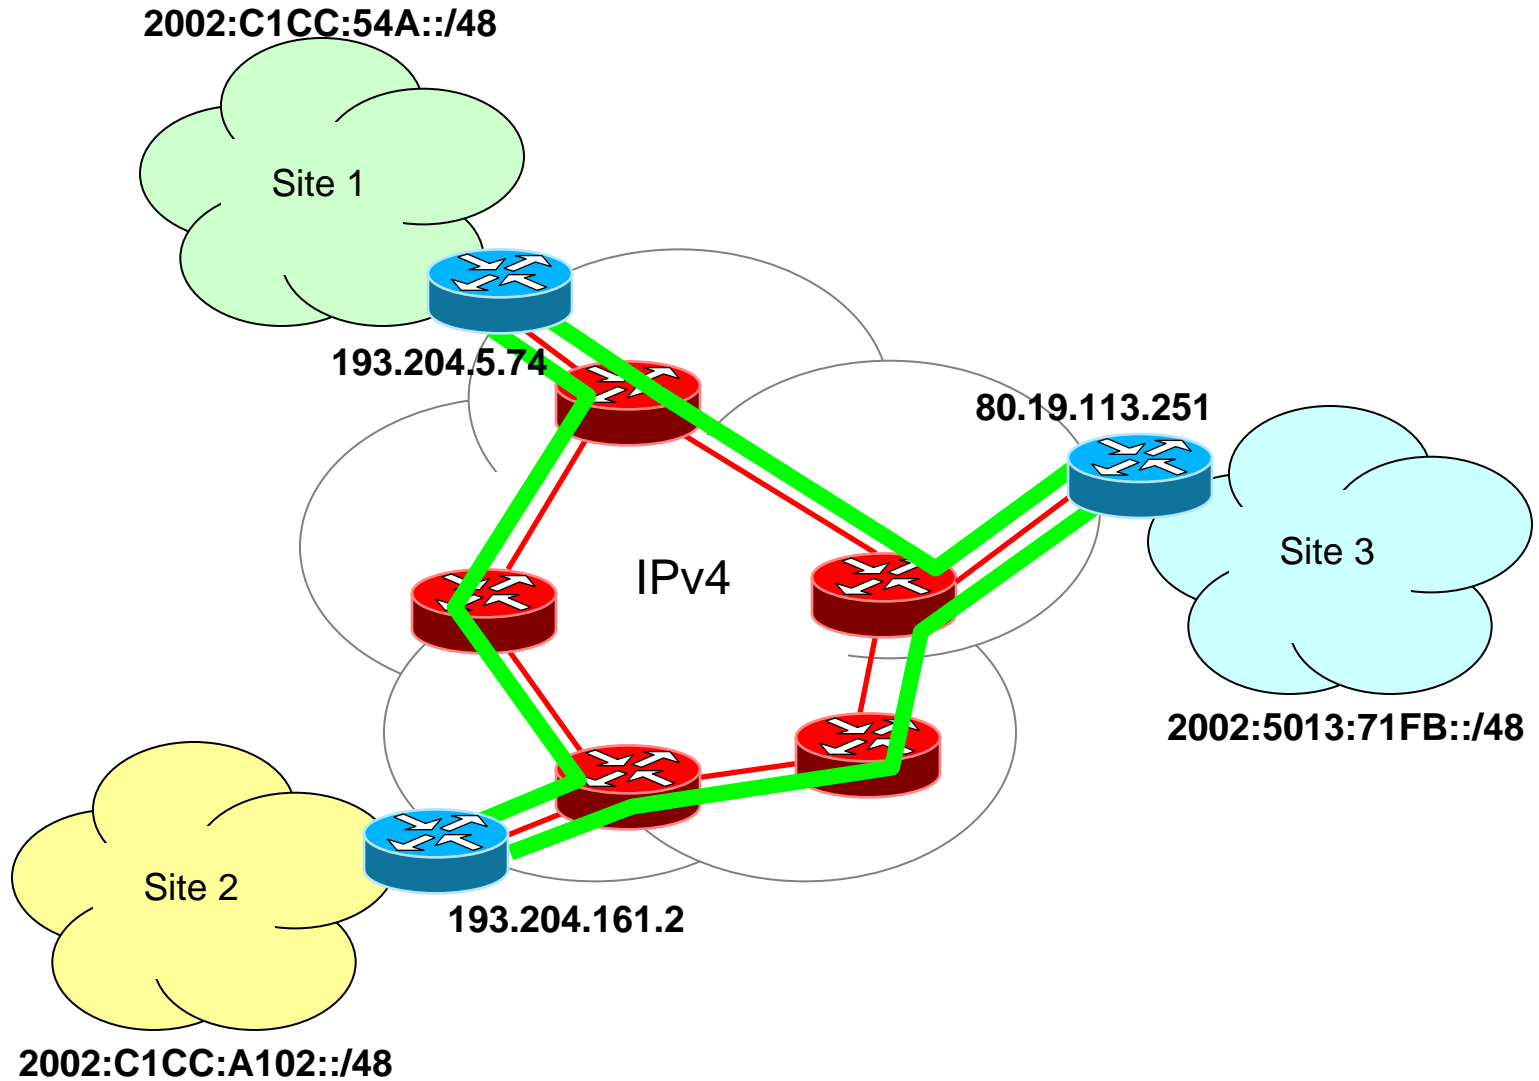 2002:C1CC:54A::/48
Site 1
193.204.5.74
80.19.113.251
IPv4
Site 3
2002:5013:71FB::/48
Site 2
193.204.161.2
2002:C1CC:A102::/48